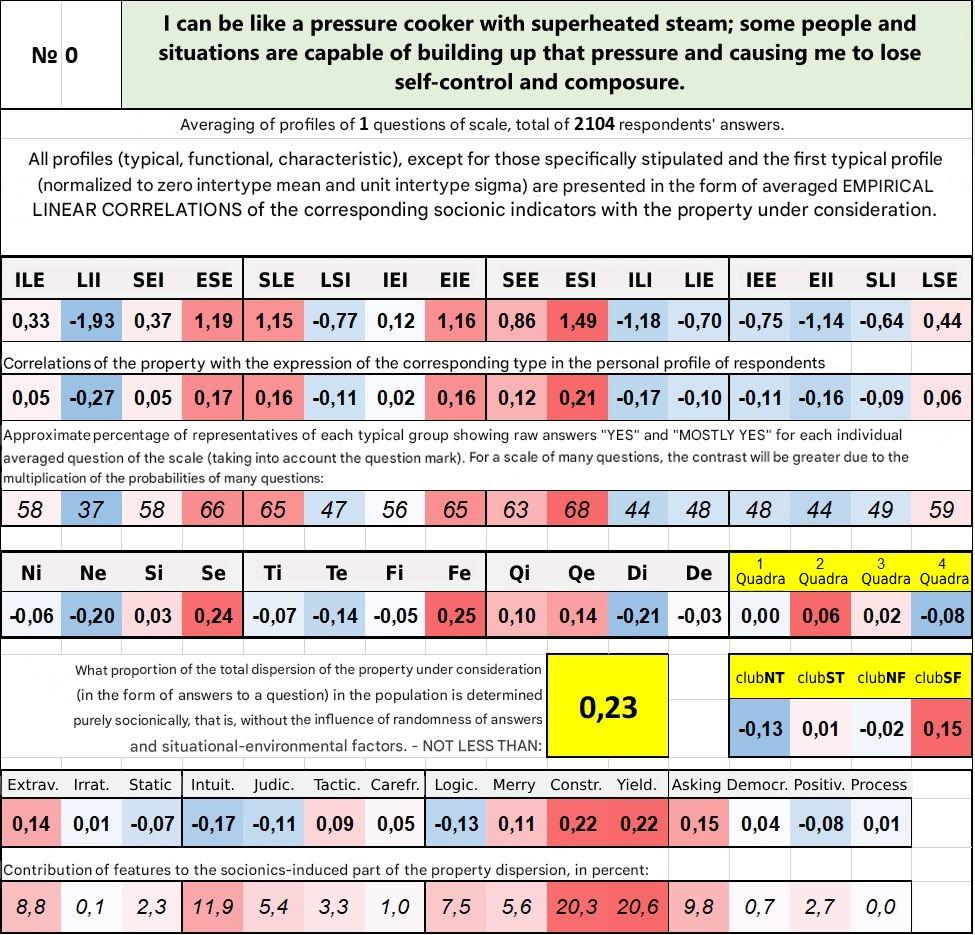 № 0
I can be like a pressure cooker with superheated steam; some people and
situations are capable of building up that pressure and causing me to lose
self-control and composure.
Averaging of profiles of 1 questions of scale, total of 2104 respondents' answers.
All profiles (typical, functional, characteristic), except for those specifically stipulated and the first typical profile
(normalized to zero intertype mean and unit intertype sigma) are presented in the form of averaged EMPIRICAL
LINEAR CORRELATIONS of the corresponding socionic indicators with the property under consideration.
ILE LII SEI ESE SLE LSI IEI EIE SEE ESI ILI LIE IEE EII SLI LSE
0,33 -1,93 0,37 1,19 1,15 -0,77 0,12 1,16 0,86 1,49 -1,18 -0,70 -0,75 -1,14 -0,64 0,44
Correlations of the property with the expression of the corresponding type in the personal profile of respondents
0,05 -0,27 0,05 0,17 0,16 -0,11 0,02 0,16 0,12 0,21 -0,17 -0,10 -0,11 -0,16 -0,09 0,06
Approximate percentage of representatives of each typical group showing raw answers "YES" and "MOSTLY YES" for each individual
averaged question of the scale (taking into account the question mark). For a scale of many questions, the contrast will be greater due to the
multiplication of the probabilities of many questions:
58 37 58 66 65 47 56 65 63 68 44 48 48 44 49 59
Ni Ne Si Se Ti Te Fi Fe Qi Qe Di De 1 Quadra 2 Quadra 3 Quadra 4 Quadra
-0,06 -0,20 0,03 0,24 -0,07 -0,14 -0,05 0,25 0,10 0,14 -0,21 -0,03 0,00 0,06 0,02 -0,08
What proportion of the total dispersion of the property under consideration
(in the form of answers to a question) in the population is determined
purely socionically, that is, without the influence of randomness of answers
and situational-environmental factors. - NOT LESS THAN:
0,23
clubNT clubST clubNF clubSF
-0,13 0,01 -0,02 0,15
Extrav. Irrat. Static Intuit. Judic. Tactic. Carefr. Logic. Merry Constr. Yield. Asking Democr. Positiv. Process
0,14 0,01 -0,07 -0,17 -0,11 0,09 0,05 -0,13 0,11 0,22 0,22 0,15 0,04 -0,08 0,01
Contribution of features to the socionics-induced part of the property dispersion, in percent:
8,8 0,1 2,3 11,9 5,4 3,3 1,0 7,5 5,6 20,3 20,6 9,8 0,7 2,7 0,0